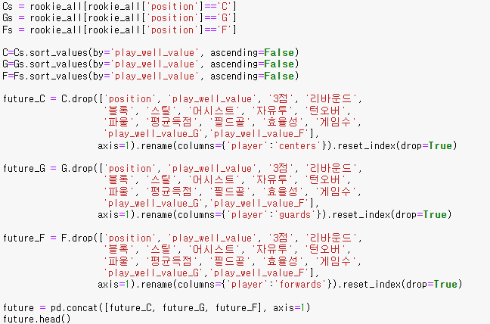 Cs = rookie_all[rookie_all['position']=='C']
Gs = rookie_all[rookie_all['position']=='G']
Fs = rookie_all[rookie_all['position']=='F']
C=Cs.sort_values(by='play_well_value', ascending=False)
G=Gs.sort_values(by='play_well_value', ascending=False)
F=Fs.sort_values(by='play_well_value', ascending=False)
future_C = C.drop(['position', 'play_well_value', '3점', '리바운드',
'블록', '스틸', '어시스트', '자유투', '턴오버',
'파울', '평균득점', '필드골', '효율성', '게임수',
'play_well_value_G','play_well_value_F'],
axis=1).rename(columns={'player':'centers'}).reset_index(drop=True)
future_G = G.drop(['position', 'play_well_value', '3점', '리바운드',
'블록', '스틸', '어시스트', '자유투', '턴오버',
'파울', '평균득점', '필드골', '효율성', '게임수',
'play_well_value_G','play_well_value_F'],
axis=1).rename(columns={'player':'guards'}).reset_index(drop=True)
future_F = F.drop(['position', 'play_well_value', '3점', '리바운드',
'블록', '스틸', '어시스트', '자유투', '턴오버',
'파울', '평균득점', '필드골', '효율성', '게임수',
'play_well_value_G','play_well_value_F'],
axis=1).rename(columns={'player':'forwards'}).reset_index(drop=True)
future = pd.concat([future_C, future_G, future_F], axis=1)
future.head()